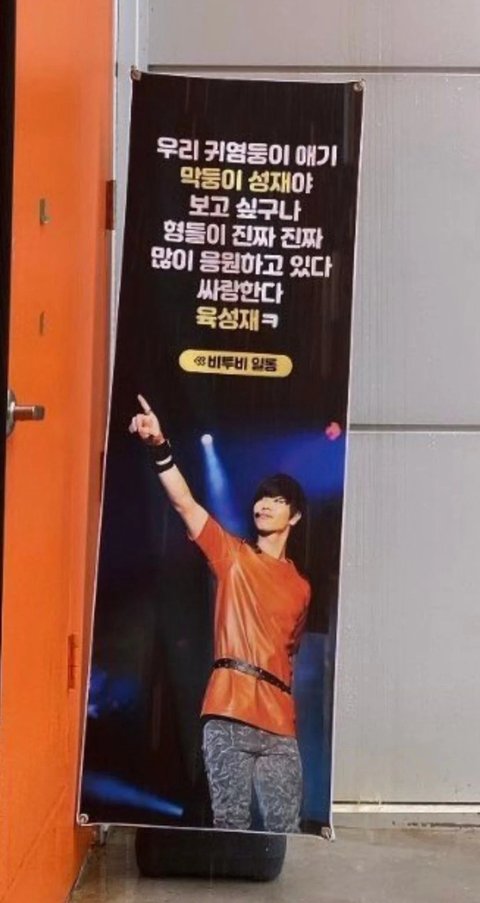 우리 귀염둥이 애기
막둥이 성재야
보고 싶구나
형들이 진짜 진짜
많이 응원하고 있다
싸랑한다
육성재ㅋ
비투비 일동